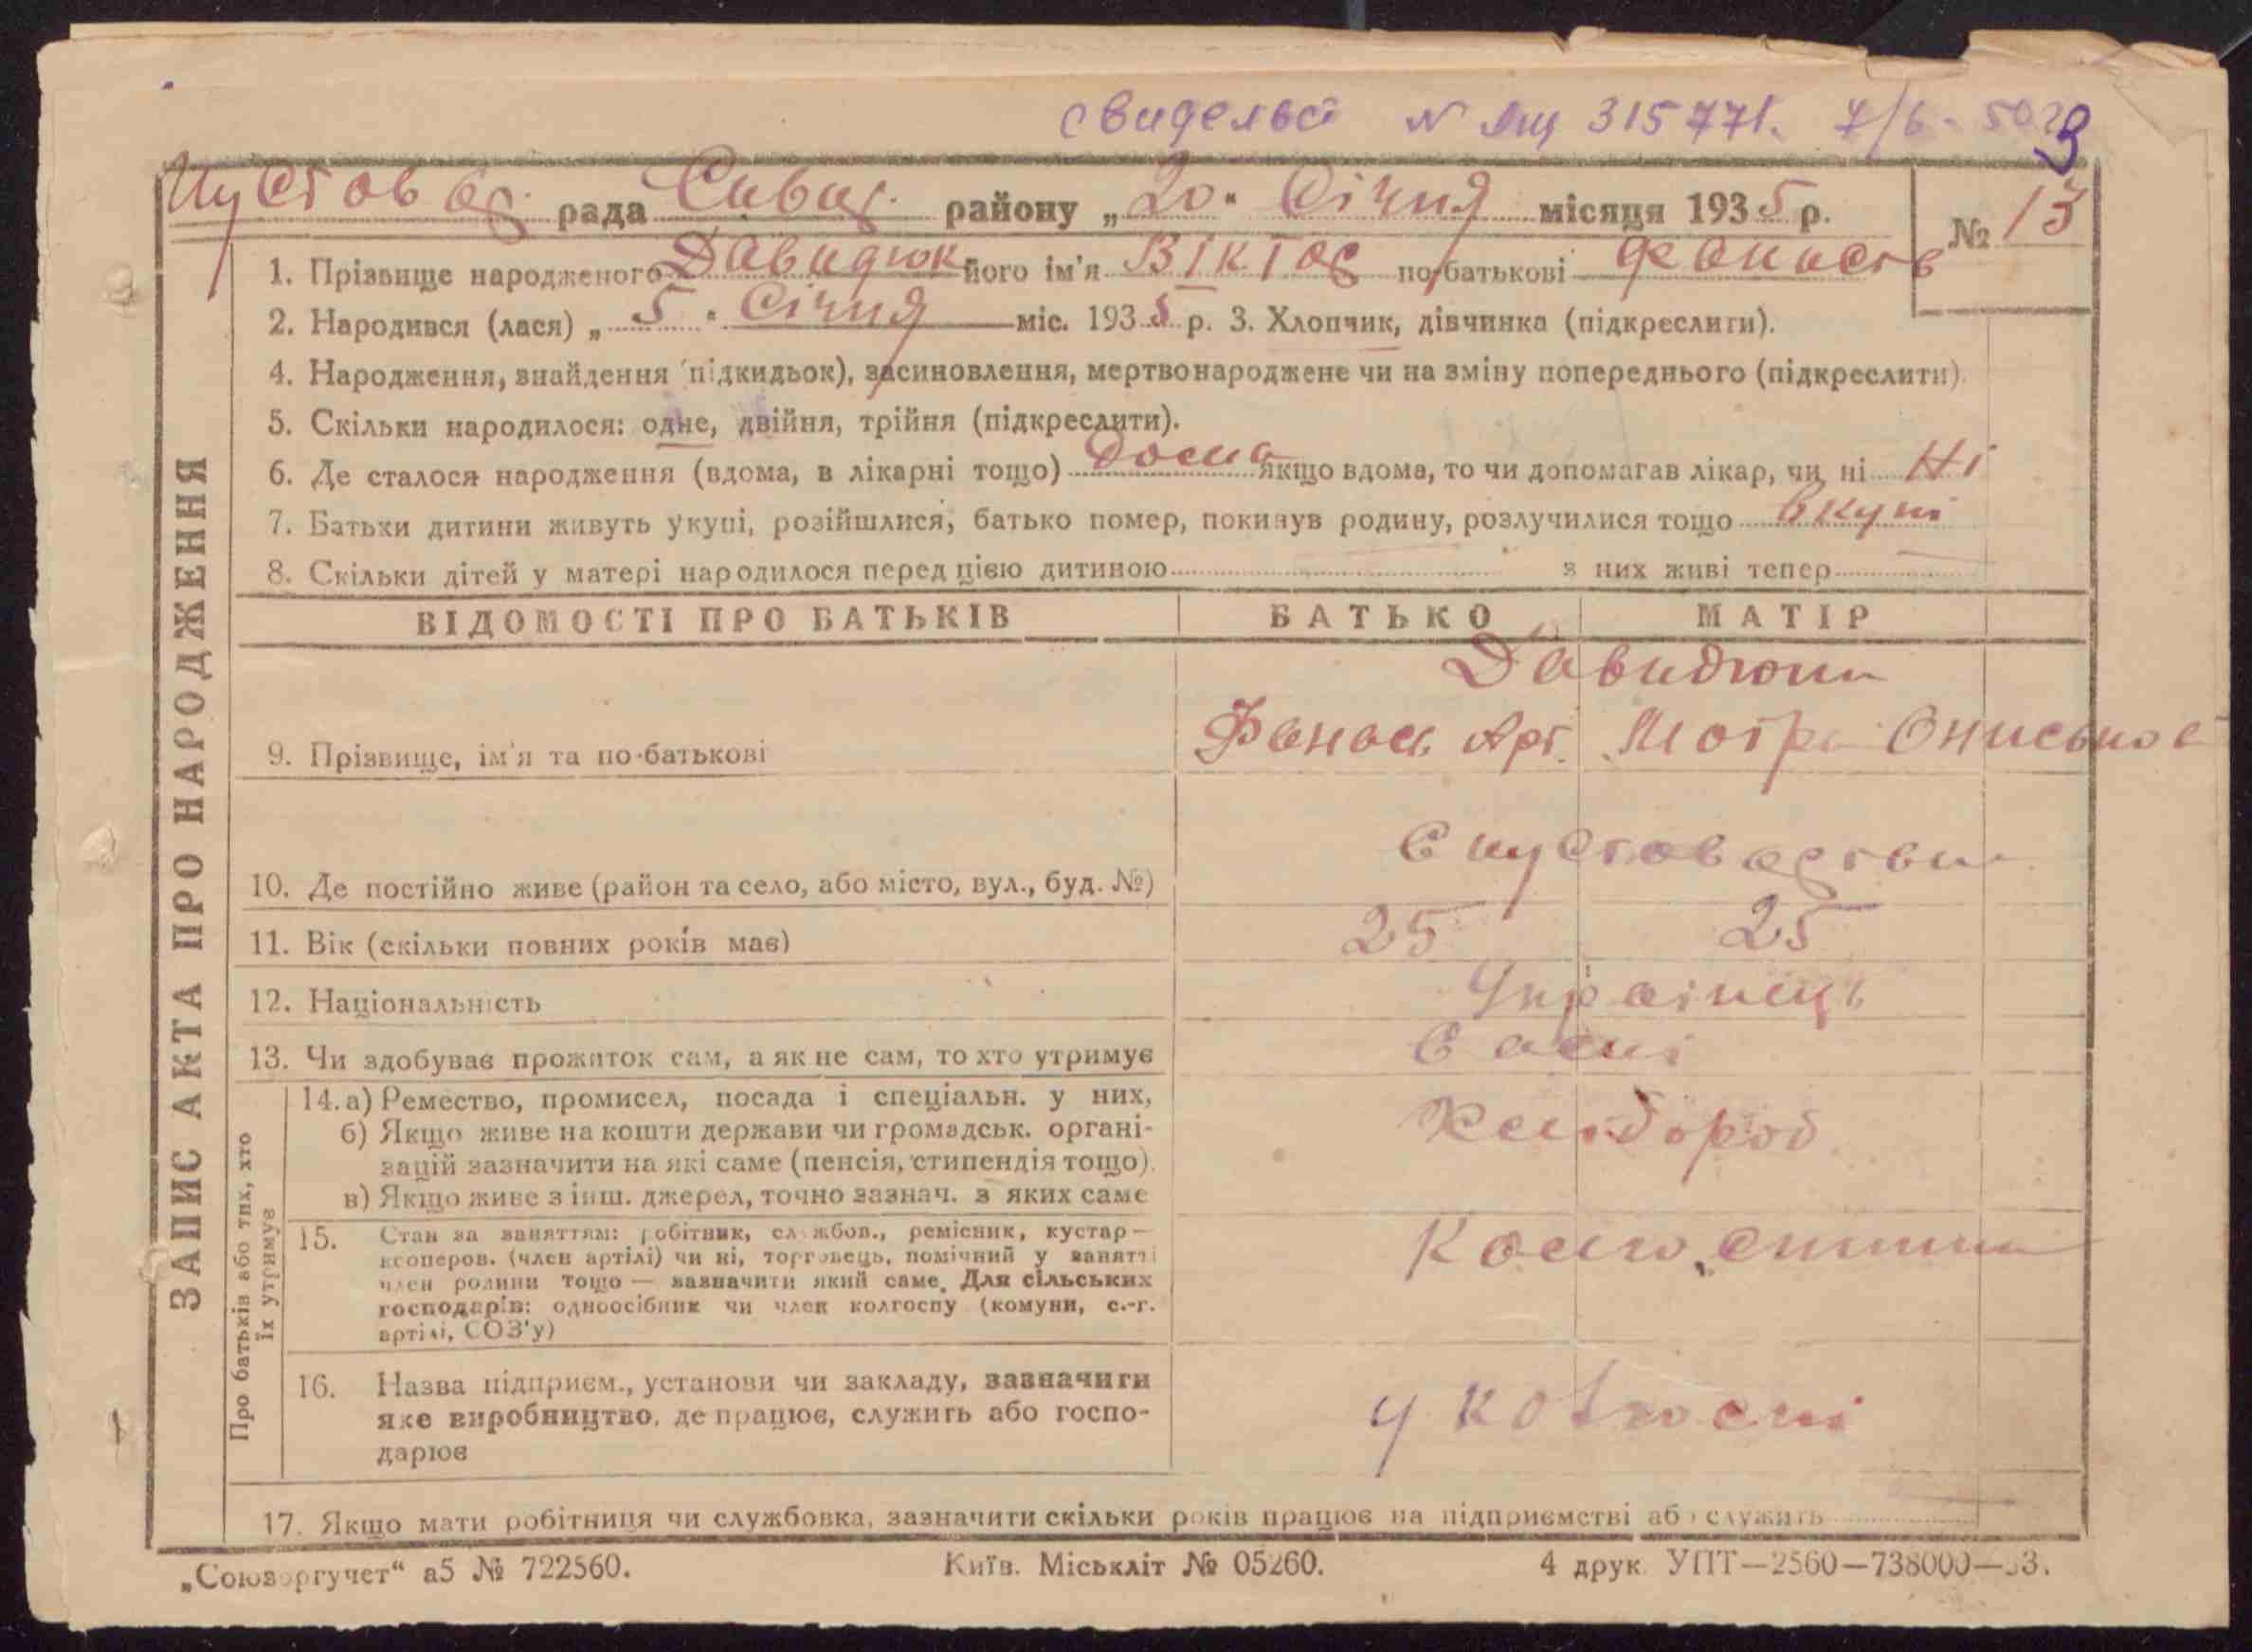 свидельст N 315771. 7/6-50
3
рада район у „20" Січня місяця 1935 р. № 13
1. Прізвище народженого Давидюк його ім'я Віктор по батькові
2. Народився (лася) „5" Січня міс. 1935 р. 3. Хлопчик, дівчинка (підкреслити).
4. Народження, знайдення (підкидьок), засиновлення, мертвонароджене чи на зміну попереднього (підкреслити)
5. Скільки народилося: одне, двійня, трійня (підкреслити).
6. Де сталося народження (вдома, в лікарні тощо) дома якщо вдома, то чи допомагав лікар, чи ні Ні
7. Батьки дитини живуть укупі, розійшлися, батько помер, покинув родину, розлучилися тощо вкупі
8. Скільки дітей у матері народилося перед цією дитиною — з них живі тепер —
ЗАПИС АКТА ПРО НАРОДЖЕННЯ
ВІДОМОСТІ ПРО БАТЬКІВ БАТЬКО МАТІР
Давидюки
9. Прізвище, ім'я та по-батькові Фанас Арт. Мотря
10. Де постійно живе (район та село, або місто, вул., буд. №)
11. Вік (скільки повних років має) 25 25
12. Національність Українець
13. Чи здобуває прожиток сам, а як не сам, то хто утримує Самі
Про батьків або тих, хто їх утримує
14. а) Ремество, промисел, посада і спеціальн. у них,
б) Якщо живе на кошти держави чи громадськ. органі-
зацій зазначити на які саме (пенсія, стипендія тощо).
в) Якщо живе з інш. джерел, точно зазнач. з яких саме
Хлібороб
15. Стан за заняттям: робітник, службов., ремісник, кустар—
кооперов. (член артілі) чи ні, торговець, помічний у занятті
член родини тощо — зазначити який саме. Для сільських
господарів: одноосібник чи член колгоспу (комуни, с.-г.
артілі, СОЗ'у)
16. Назва підприєм., установи чи закладу, зазначити
яке виробництво, де працює, служить або госпо-
дарює
у колгоспі
17. Якщо мати робітниця чи службовка, зазначити скільки років працює на підприємстві або служить
„Союзоргучет“ а5 № 722560. Київ. Міськліт № 05260. 4 друк. УПТ—2560—738000—33.